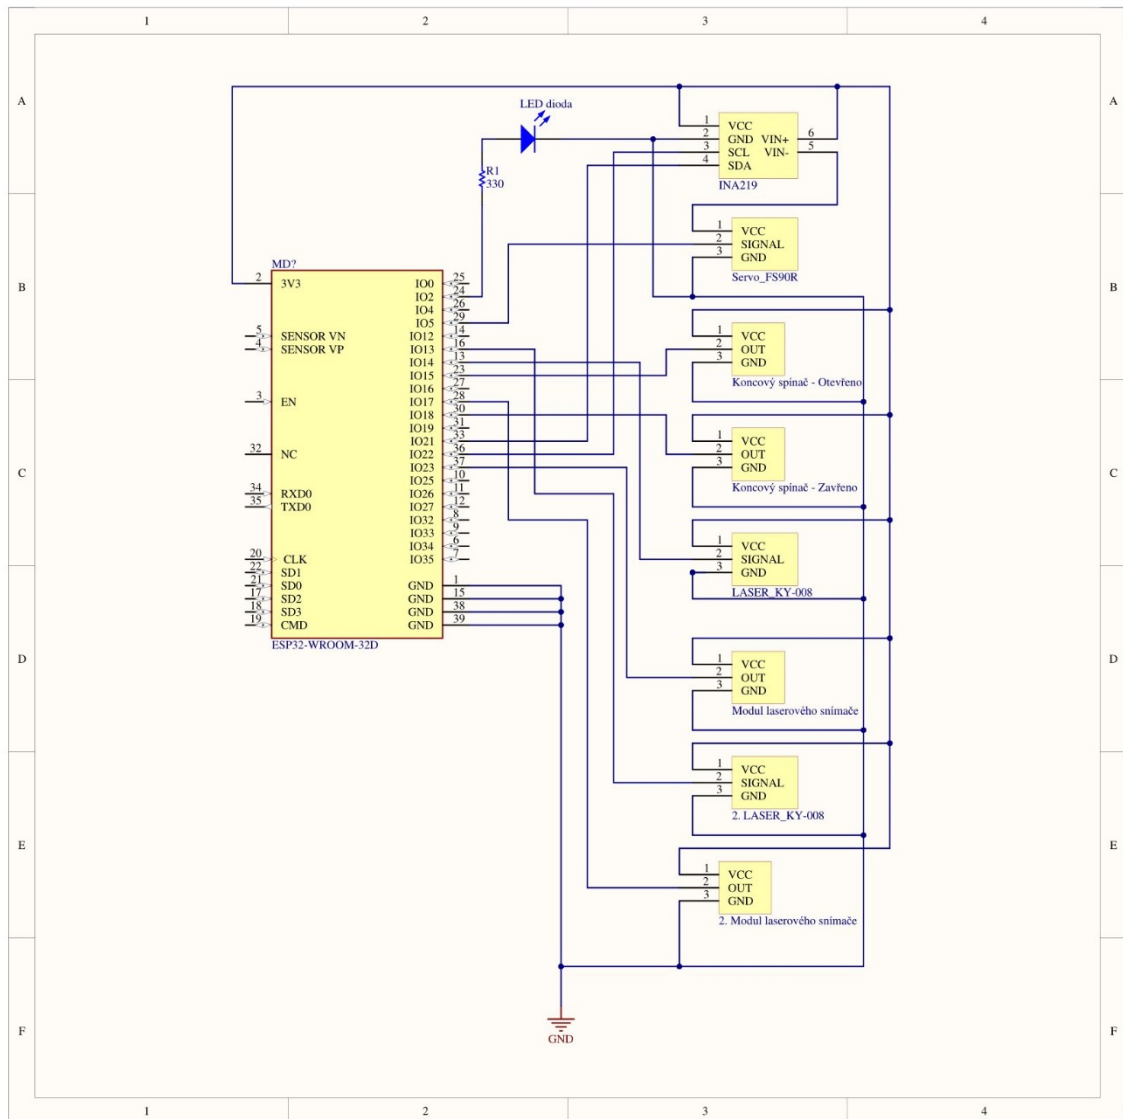 1 2 3 4
A A
B B
C C
D D
E E
F F
1 2 3 4
LED dioda
R1
330
1 VCC
2 GND VIN+ 6
3 SCL VIN- 5
4 SDA
INA219
1 VCC
2 SIGNAL
3 GND
Servo_FS90R
1 VCC
2 OUT
3 GND
Koncový spínač - Otevřeno
1 VCC
2 OUT
3 GND
Koncový spínač - Zavřeno
1 VCC
2 SIGNAL
3 GND
LASER_KY-008
1 VCC
2 OUT
3 GND
Modul laserového snímače
1 VCC
2 SIGNAL
3 GND
2. LASER_KY-008
1 VCC
2 OUT
3 GND
2. Modul laserového snímače
MD?
2 3V3
5 SENSOR VN
4 SENSOR VP
3 EN
32 NC
34 RXD0
35 TXD0
20 CLK
22 SD1
21 SD0
17 SD2
18 SD3
19 CMD
IO0 25
IO2 24
IO4 26
IO5 29
IO12 14
IO13 16
IO14 13
IO15 23
IO16 27
IO17 28
IO18 30
IO19 31
IO21 33
IO22 36
IO23 37
IO25 10
IO26 11
IO27 12
IO32 8
IO33 9
IO34 6
IO35 7
GND 1
GND 15
GND 38
GND 39
ESP32-WROOM-32D
GND